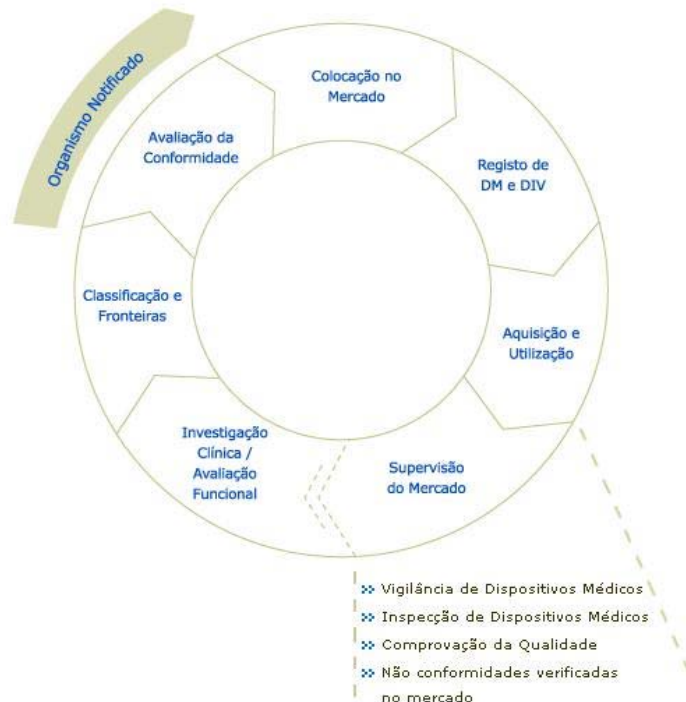 Organismo Notificado
Colocação no
Mercado
Avaliação da
Conformidade
Registo de
DM e DIV
Classificação e
Fronteiras
Aquisição e
Utilização
Investigação
Clínica /
Avaliação
Funcional
Supervisão
do Mercado
Vigilância de Dispositivos Médicos
Inspecção de Dispositivos Médicos
Comprovação da Qualidade
Não conformidades verificadas
no mercado